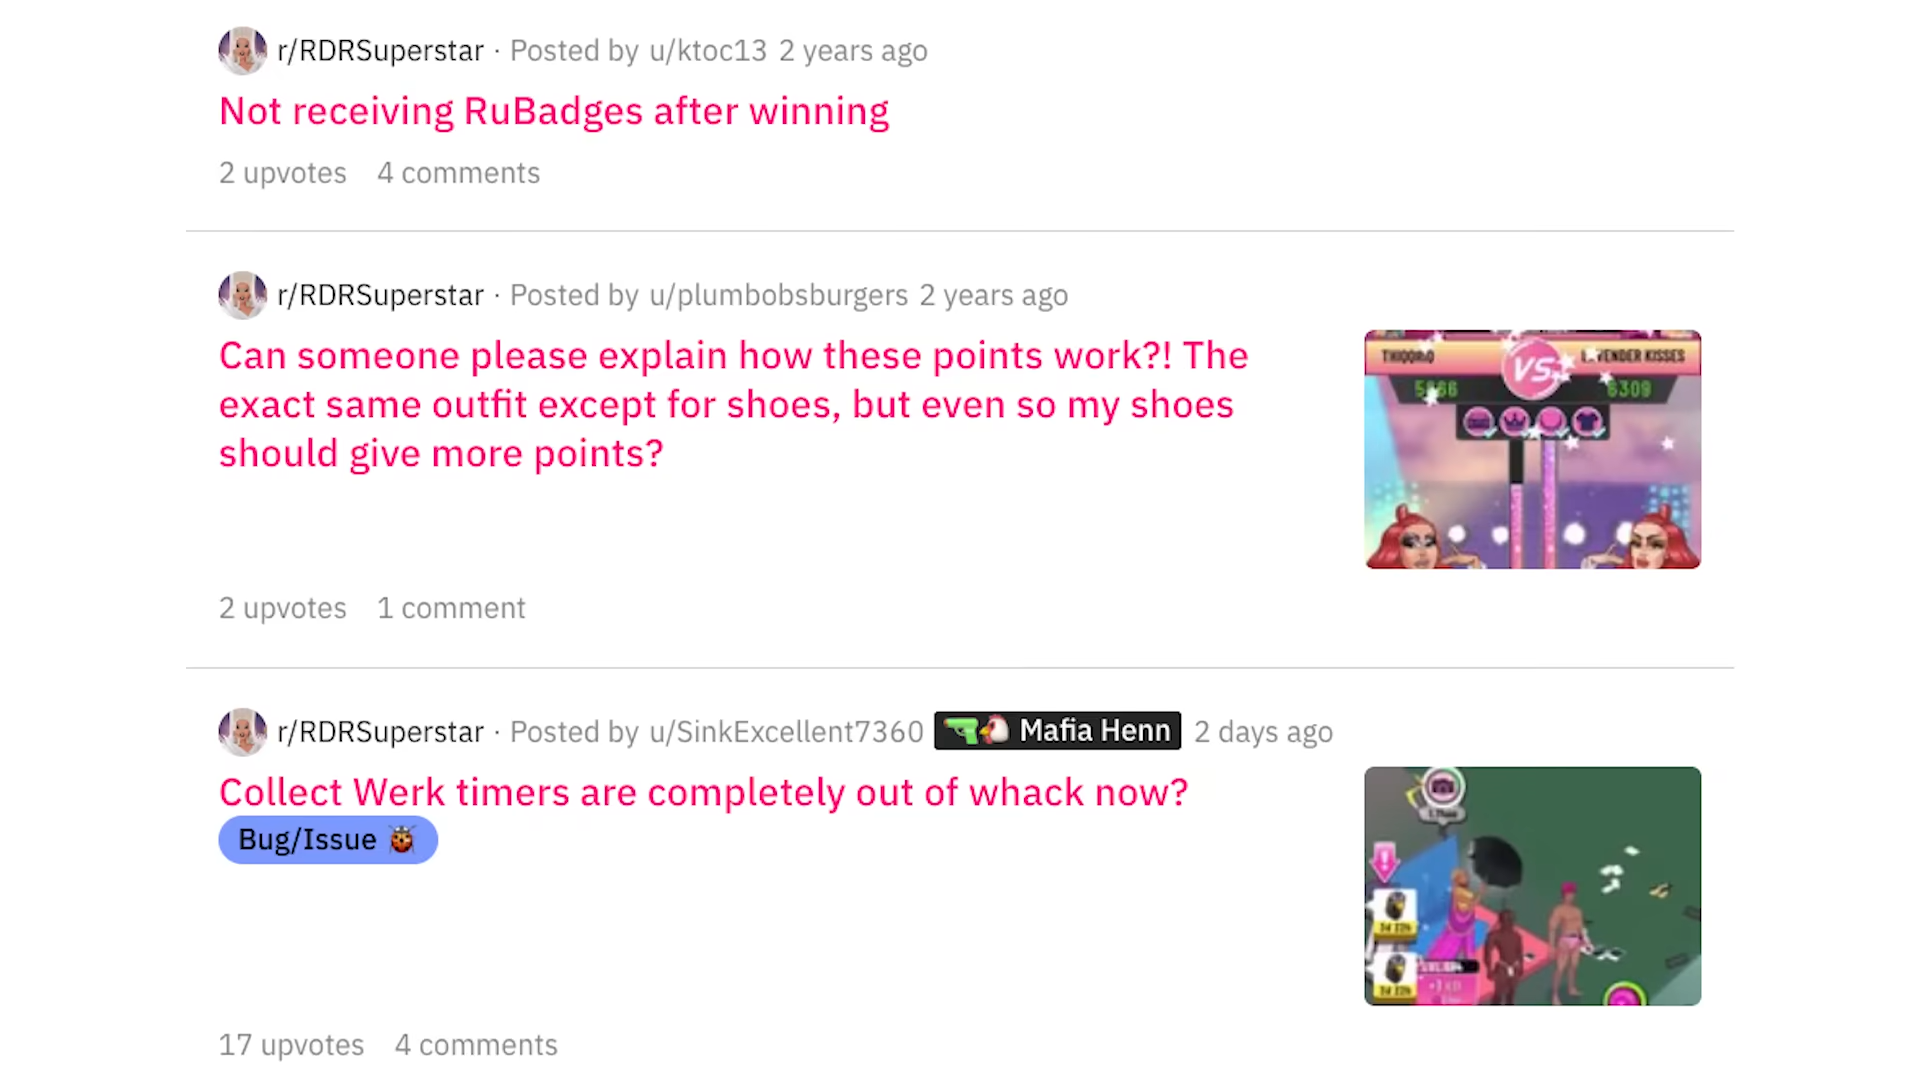 r/RDRSuperstar · Posted by u/ktoc13 2 years ago
Not receiving RuBadges after winning
2 upvotes 4 comments
r/RDRSuperstar · Posted by u/plumbobsburgers 2 years ago
Can someone please explain how these points work?! The
exact same outfit except for shoes, but even so my shoes
should give more points?
VS
KISSES
6309
2 upvotes 1 comment
r/RDRSuperstar · Posted by u/SinkExcellent7360 Mafia Henn 2 days ago
Collect Werk timers are completely out of whack now?
Bug/Issue
17 upvotes 4 comments